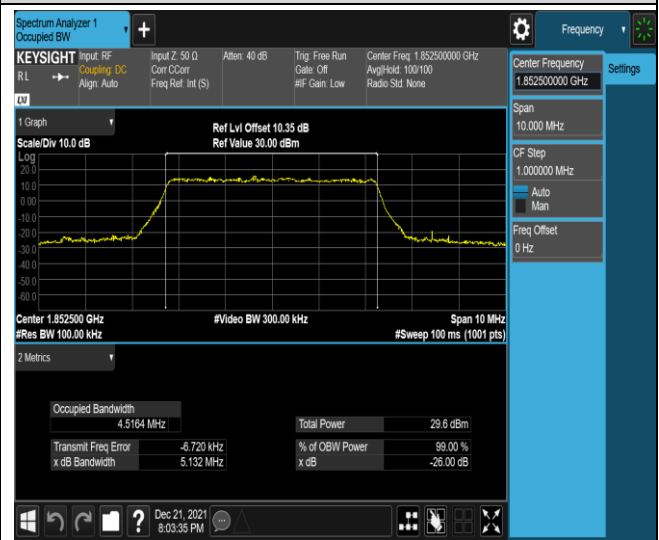 Spectrum Analyzer 1
Occupied BW
+
Frequency
KEYSIGHT
R L
LXI
Input: RF
Coupling: DC
Align: Auto
Input Z: 50 Ω
Corr CCorr
Freq Ref: Int (S)
Atten: 40 dB
Trig: Free Run
Gate: Off
#IF Gain: Low
Center Freq: 1.852500000 GHz
Avg|Hold: 100/100
Radio Std: None
Center Frequency
1.852500000 GHz
Settings
Span
10.000 MHz
CF Step
1.000000 MHz
Auto
Man
Freq Offset
0 Hz
1 Graph
Scale/Div 10.0 dB
Ref Lvl Offset 10.35 dB
Ref Value 30.00 dBm
Log
20.0
10.0
0.00
-10.0
-20.0
-30.0
-40.0
-50.0
-60.0
Center 1.852500 GHz
#Video BW 300.00 kHz
Span 10 MHz
#Res BW 100.00 kHz
#Sweep 100 ms (1001 pts)
2 Metrics
Occupied Bandwidth
4.5164 MHz
Total Power 29.6 dBm
Transmit Freq Error -6.720 kHz
% of OBW Power 99.00 %
x dB Bandwidth 5.132 MHz
x dB -26.00 dB
?
Dec 21, 2021
8:03:35 PM